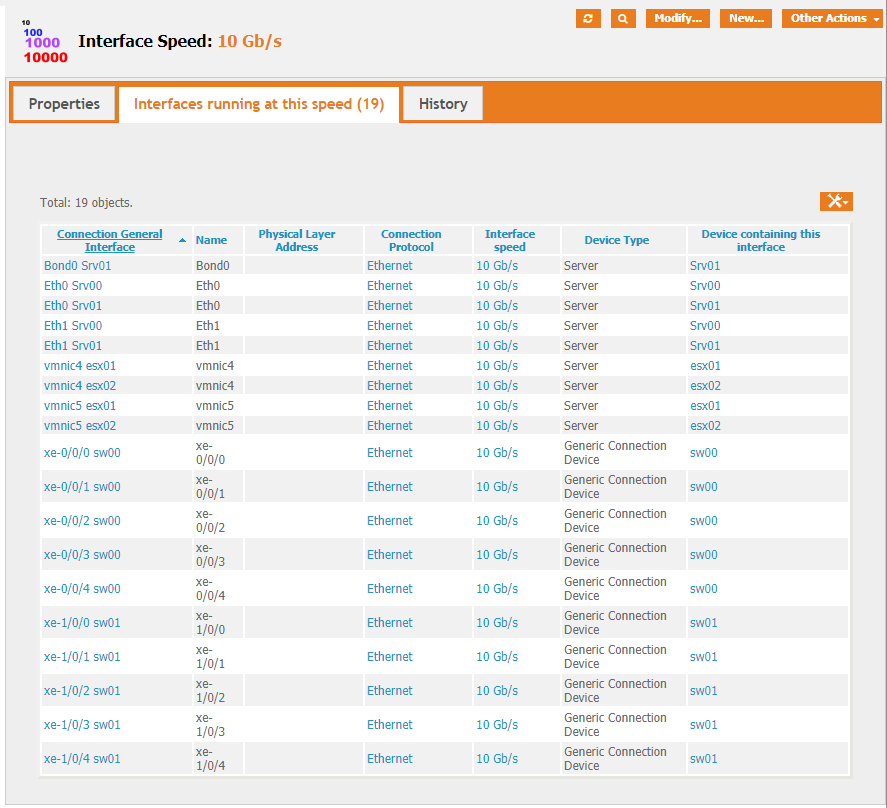 10
100
1000
10000
Interface Speed: 10 Gb/s
Modify...
New...
Other Actions
Properties
Interfaces running at this speed (19)
History
Total: 19 objects.
Connection General
Interface
Name
Physical Layer
Address
Connection
Protocol
Interface
speed
Device Type
Device containing this
interface
Bond0 Srv01 Bond0 Ethernet 10 Gb/s Server Srv01
Eth0 Srv00 Eth0 Ethernet 10 Gb/s Server Srv00
Eth0 Srv01 Eth0 Ethernet 10 Gb/s Server Srv01
Eth1 Srv00 Eth1 Ethernet 10 Gb/s Server Srv00
Eth1 Srv01 Eth1 Ethernet 10 Gb/s Server Srv01
vmnic4 esx01 vmnic4 Ethernet 10 Gb/s Server esx01
vmnic4 esx02 vmnic4 Ethernet 10 Gb/s Server esx02
vmnic5 esx01 vmnic5 Ethernet 10 Gb/s Server esx01
vmnic5 esx02 vmnic5 Ethernet 10 Gb/s Server esx02
xe-0/0/0 sw00
xe-
0/0/0
Ethernet
10 Gb/s
Generic Connection
Device
sw00
xe-0/0/1 sw00
xe-
0/0/1
Ethernet
10 Gb/s
Generic Connection
Device
sw00
xe-0/0/2 sw00
xe-
0/0/2
Ethernet
10 Gb/s
Generic Connection
Device
sw00
xe-0/0/3 sw00
xe-
0/0/3
Ethernet
10 Gb/s
Generic Connection
Device
sw00
xe-0/0/4 sw00
xe-
0/0/4
Ethernet
10 Gb/s
Generic Connection
Device
sw00
xe-1/0/0 sw01
xe-
1/0/0
Ethernet
10 Gb/s
Generic Connection
Device
sw01
xe-1/0/1 sw01
xe-
1/0/1
Ethernet
10 Gb/s
Generic Connection
Device
sw01
xe-1/0/2 sw01
xe-
1/0/2
Ethernet
10 Gb/s
Generic Connection
Device
sw01
xe-1/0/3 sw01
xe-
1/0/3
Ethernet
10 Gb/s
Generic Connection
Device
sw01
xe-1/0/4 sw01
xe-
1/0/4
Ethernet
10 Gb/s
Generic Connection
Device
sw01